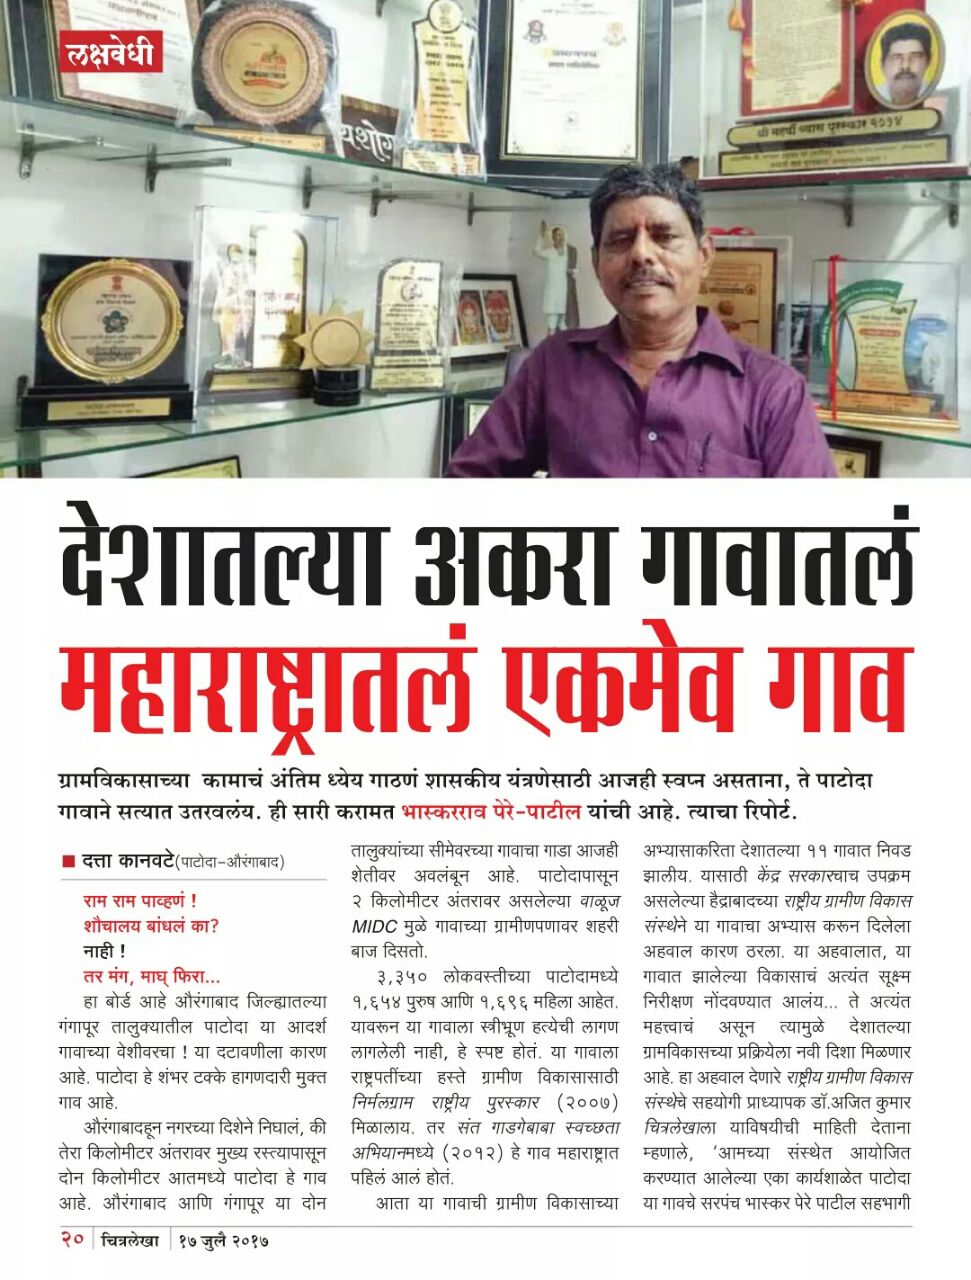 लक्षवेधी
यशोग
श्री महर्षी व्यास पुरस्कार २०१४
देशातल्या अकरा गावातलं
महाराष्ट्रातलं एकमेव गाव
ग्रामविकासाच्या कामाचं अंतिम ध्येय गाठणं शासकीय यंत्रणेसाठी आजही स्वप्न असताना, ते पाटोदा
गावाने सत्यात उतरवलंय. ही सारी करामत भास्करराव पेरे-पाटील यांची आहे. त्याचा रिपोर्ट.
■ दत्ता कानवटे(पाटोदा-औरंगाबाद)
राम राम पाव्हणं !
शौचालय बांधलं का?
नाही !
तर मंग, माघ् फिरा...
हा बोर्ड आहे औरंगाबाद जिल्ह्यातल्या
गंगापूर तालुक्यातील पाटोदा या आदर्श
गावाच्या वेशीवरचा ! या दटावणीला कारण
आहे. पाटोदा हे शंभर टक्के हागणदारी मुक्त
गाव आहे.
औरंगाबादहून नगरच्या दिशेने निघालं, की
तेरा किलोमीटर अंतरावर मुख्य रस्त्यापासून
दोन किलोमीटर आतमध्ये पाटोदा हे गाव
आहे. औरंगाबाद आणि गंगापूर या दोन
तालुक्यांच्या सीमेवरच्या गावाचा गाडा आजही
शेतीवर अवलंबून आहे. पाटोदापासून
२ किलोमीटर अंतरावर असलेल्या वाळूज
MIDC मुळे गावाच्या ग्रामीणपणावर शहरी
बाज दिसतो.
३,३५० लोकवस्तीच्या पाटोदामध्ये
१,६५४ पुरुष आणि १,६९६ महिला आहेत.
यावरून या गावाला स्त्रीभ्रूण हत्येची लागण
लागलेली नाही, हे स्पष्ट होतं. या गावाला
राष्ट्रपतींच्या हस्ते ग्रामीण विकासासाठी
निर्मलग्राम राष्ट्रीय पुरस्कार (२००७)
मिळालाय. तर संत गाडगेबाबा स्वच्छता
अभियानमध्ये (२०१२) हे गाव महाराष्ट्रात
पहिलं आलं होतं.
आता या गावाची ग्रामीण विकासाच्या
अभ्यासाकरिता देशातल्या ११ गावात निवड
झालीय. यासाठी केंद्र सरकारचाच उपक्रम
असलेल्या हैद्राबादच्या राष्ट्रीय ग्रामीण विकास
संस्थेने या गावाचा अभ्यास करून दिलेला
अहवाल कारण ठरला. या अहवालात, या
गावात झालेल्या विकासाचं अत्यंत सूक्ष्म
निरीक्षण नोंदवण्यात आलंय... ते अत्यंत
महत्त्वाचं असून त्यामुळे देशातल्या
ग्रामविकासच्या प्रक्रियेला नवी दिशा मिळणार
आहे. हा अहवाल देणारे राष्ट्रीय ग्रामीण विकास
संस्थेचे सहयोगी प्राध्यापक डॉ.अजित कुमार
चित्रलेखाला याविषयीची माहिती देताना
म्हणाले, 'आमच्या संस्थेत आयोजित
करण्यात आलेल्या एका कार्यशाळेत पाटोदा
या गावचे सरपंच भास्कर पेरे पाटील सहभागी
२० | चित्रलेखा | १७ जुलै २०१७